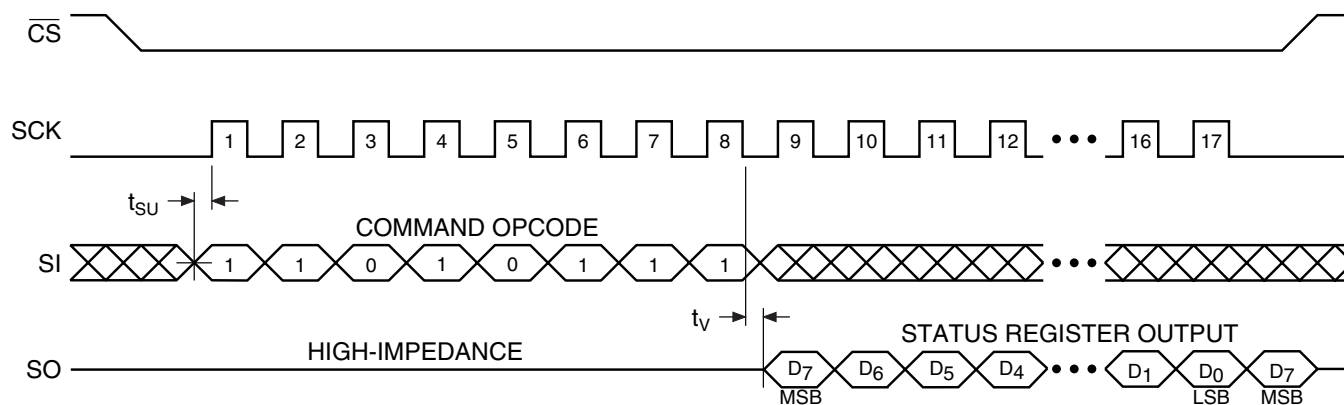 CS
SCK 1 2 3 4 5 6 7 8 9 10 11 12 ••• 16 17
tSU
COMMAND OPCODE
SI 1 1 0 1 0 1 1 1 •••
tV
HIGH-IMPEDANCE STATUS REGISTER OUTPUT
SO D7 D6 D5 D4 ••• D1 D0 D7
MSB LSB MSB